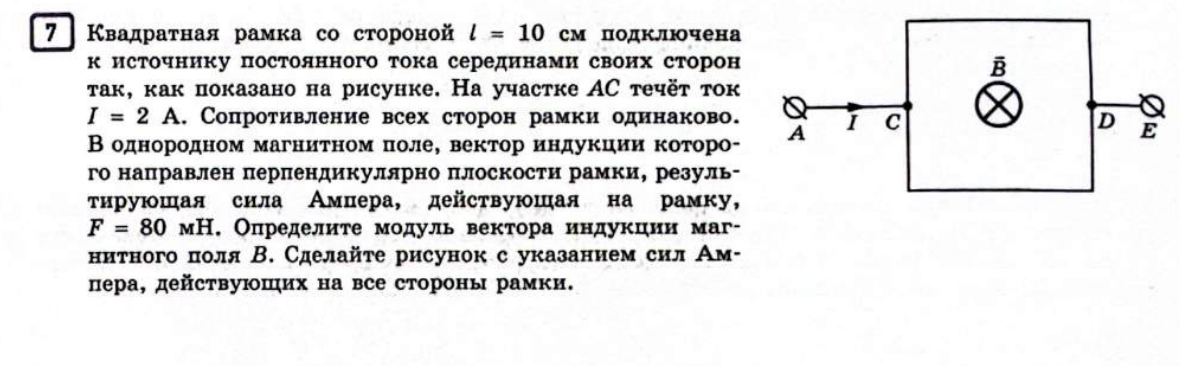 7 Квадратная рамка со стороной l = 10 см подключена
к источнику постоянного тока серединами своих сторон
так, как показано на рисунке. На участке AC течёт ток
I = 2 А. Сопротивление всех сторон рамки одинаково.
В однородном магнитном поле, вектор индукции которо-
го направлен перпендикулярно плоскости рамки, резуль-
тирующая сила Ампера, действующая на рамку,
F = 80 мН. Определите модуль вектора индукции маг-
нитного поля B. Сделайте рисунок с указанием сил Ам-
пера, действующих на все стороны рамки.
B⃗
A I C D E